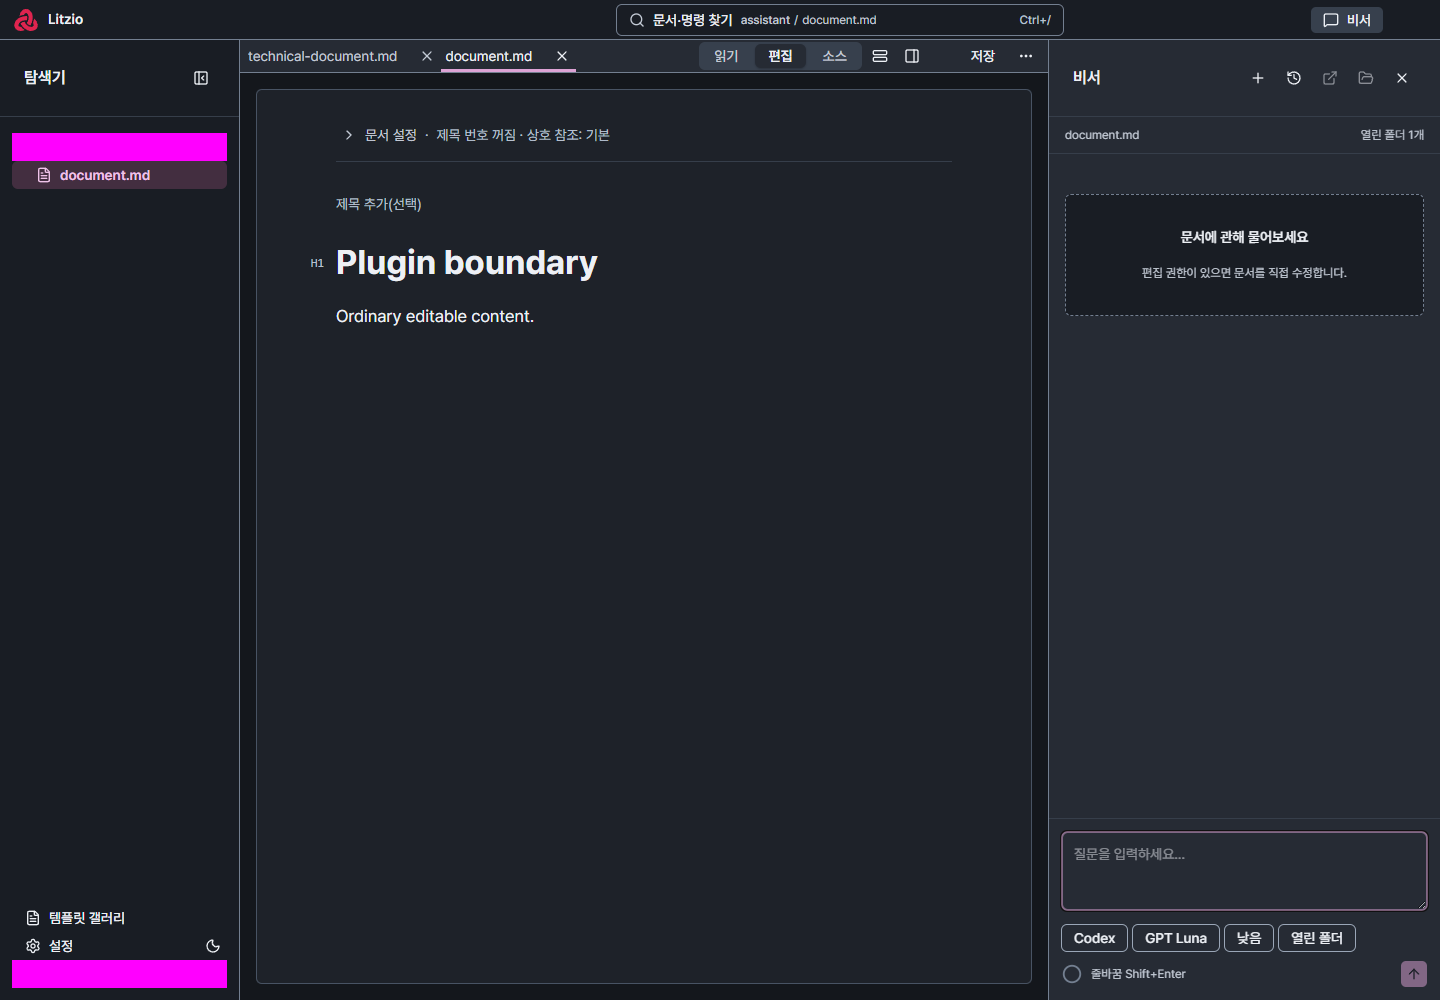 Litzio
문서·명령 찾기 assistant / document.md Ctrl+/
비서
탐색기
technical-document.md
document.md
읽기 편집 소스
저장
비서
document.md
열린 폴더 1개
document.md
문서 설정 · 제목 번호 꺼짐 · 상호 참조: 기본
제목 추가(선택)
H1 Plugin boundary
Ordinary editable content.
문서에 관해 물어보세요
편집 권한이 있으면 문서를 직접 수정합니다.
질문을 입력하세요...
Codex GPT Luna 낮음 열린 폴더
줄바꿈 Shift+Enter
템플릿 갤러리
설정